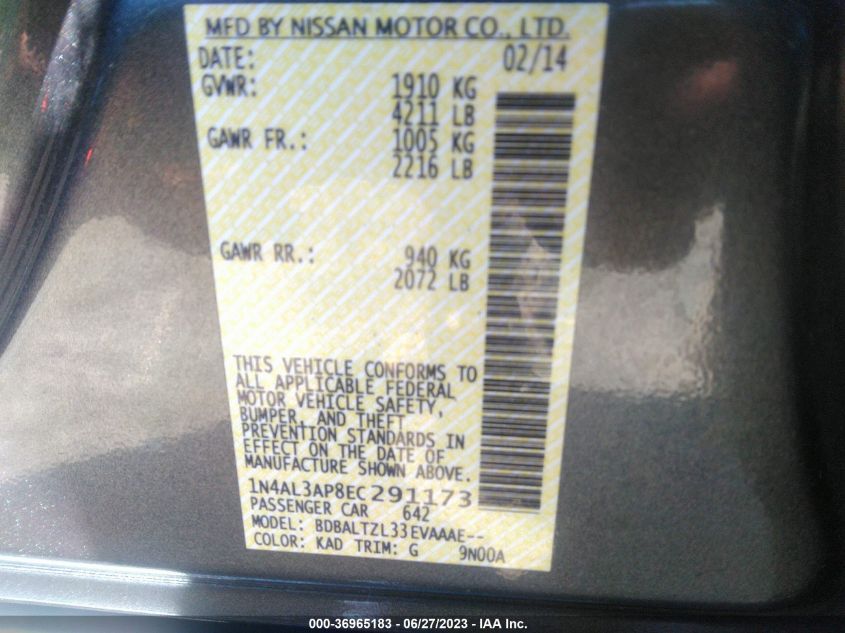 MFD BY NISSAN MOTOR CO., LTD.
DATE: 02/14
GVWR: 1910 KG
4211 LB
GAWR FR.: 1005 KG
2216 LB
GAWR RR.: 940 KG
2072 LB
THIS VEHICLE CONFORMS TO
ALL APPLICABLE FEDERAL
MOTOR VEHICLE SAFETY,
BUMPER, AND THEFT
PREVENTION STANDARDS IN
EFFECT ON THE DATE OF
MANUFACTURE SHOWN ABOVE.
1N4AL3AP8EC291173
PASSENGER CAR 642
MODEL: BDBALTZL33EVAAAE--
COLOR: KAD TRIM: G 9N00A
000-36965183 - 06/27/2023 - IAA Inc.